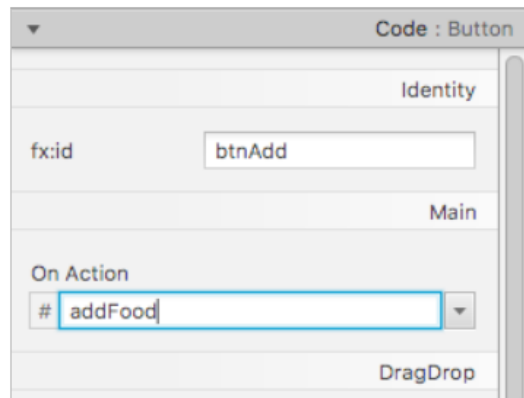 Code : Button
Identity
fx:id btnAdd
Main
On Action
# addFood
DragDrop